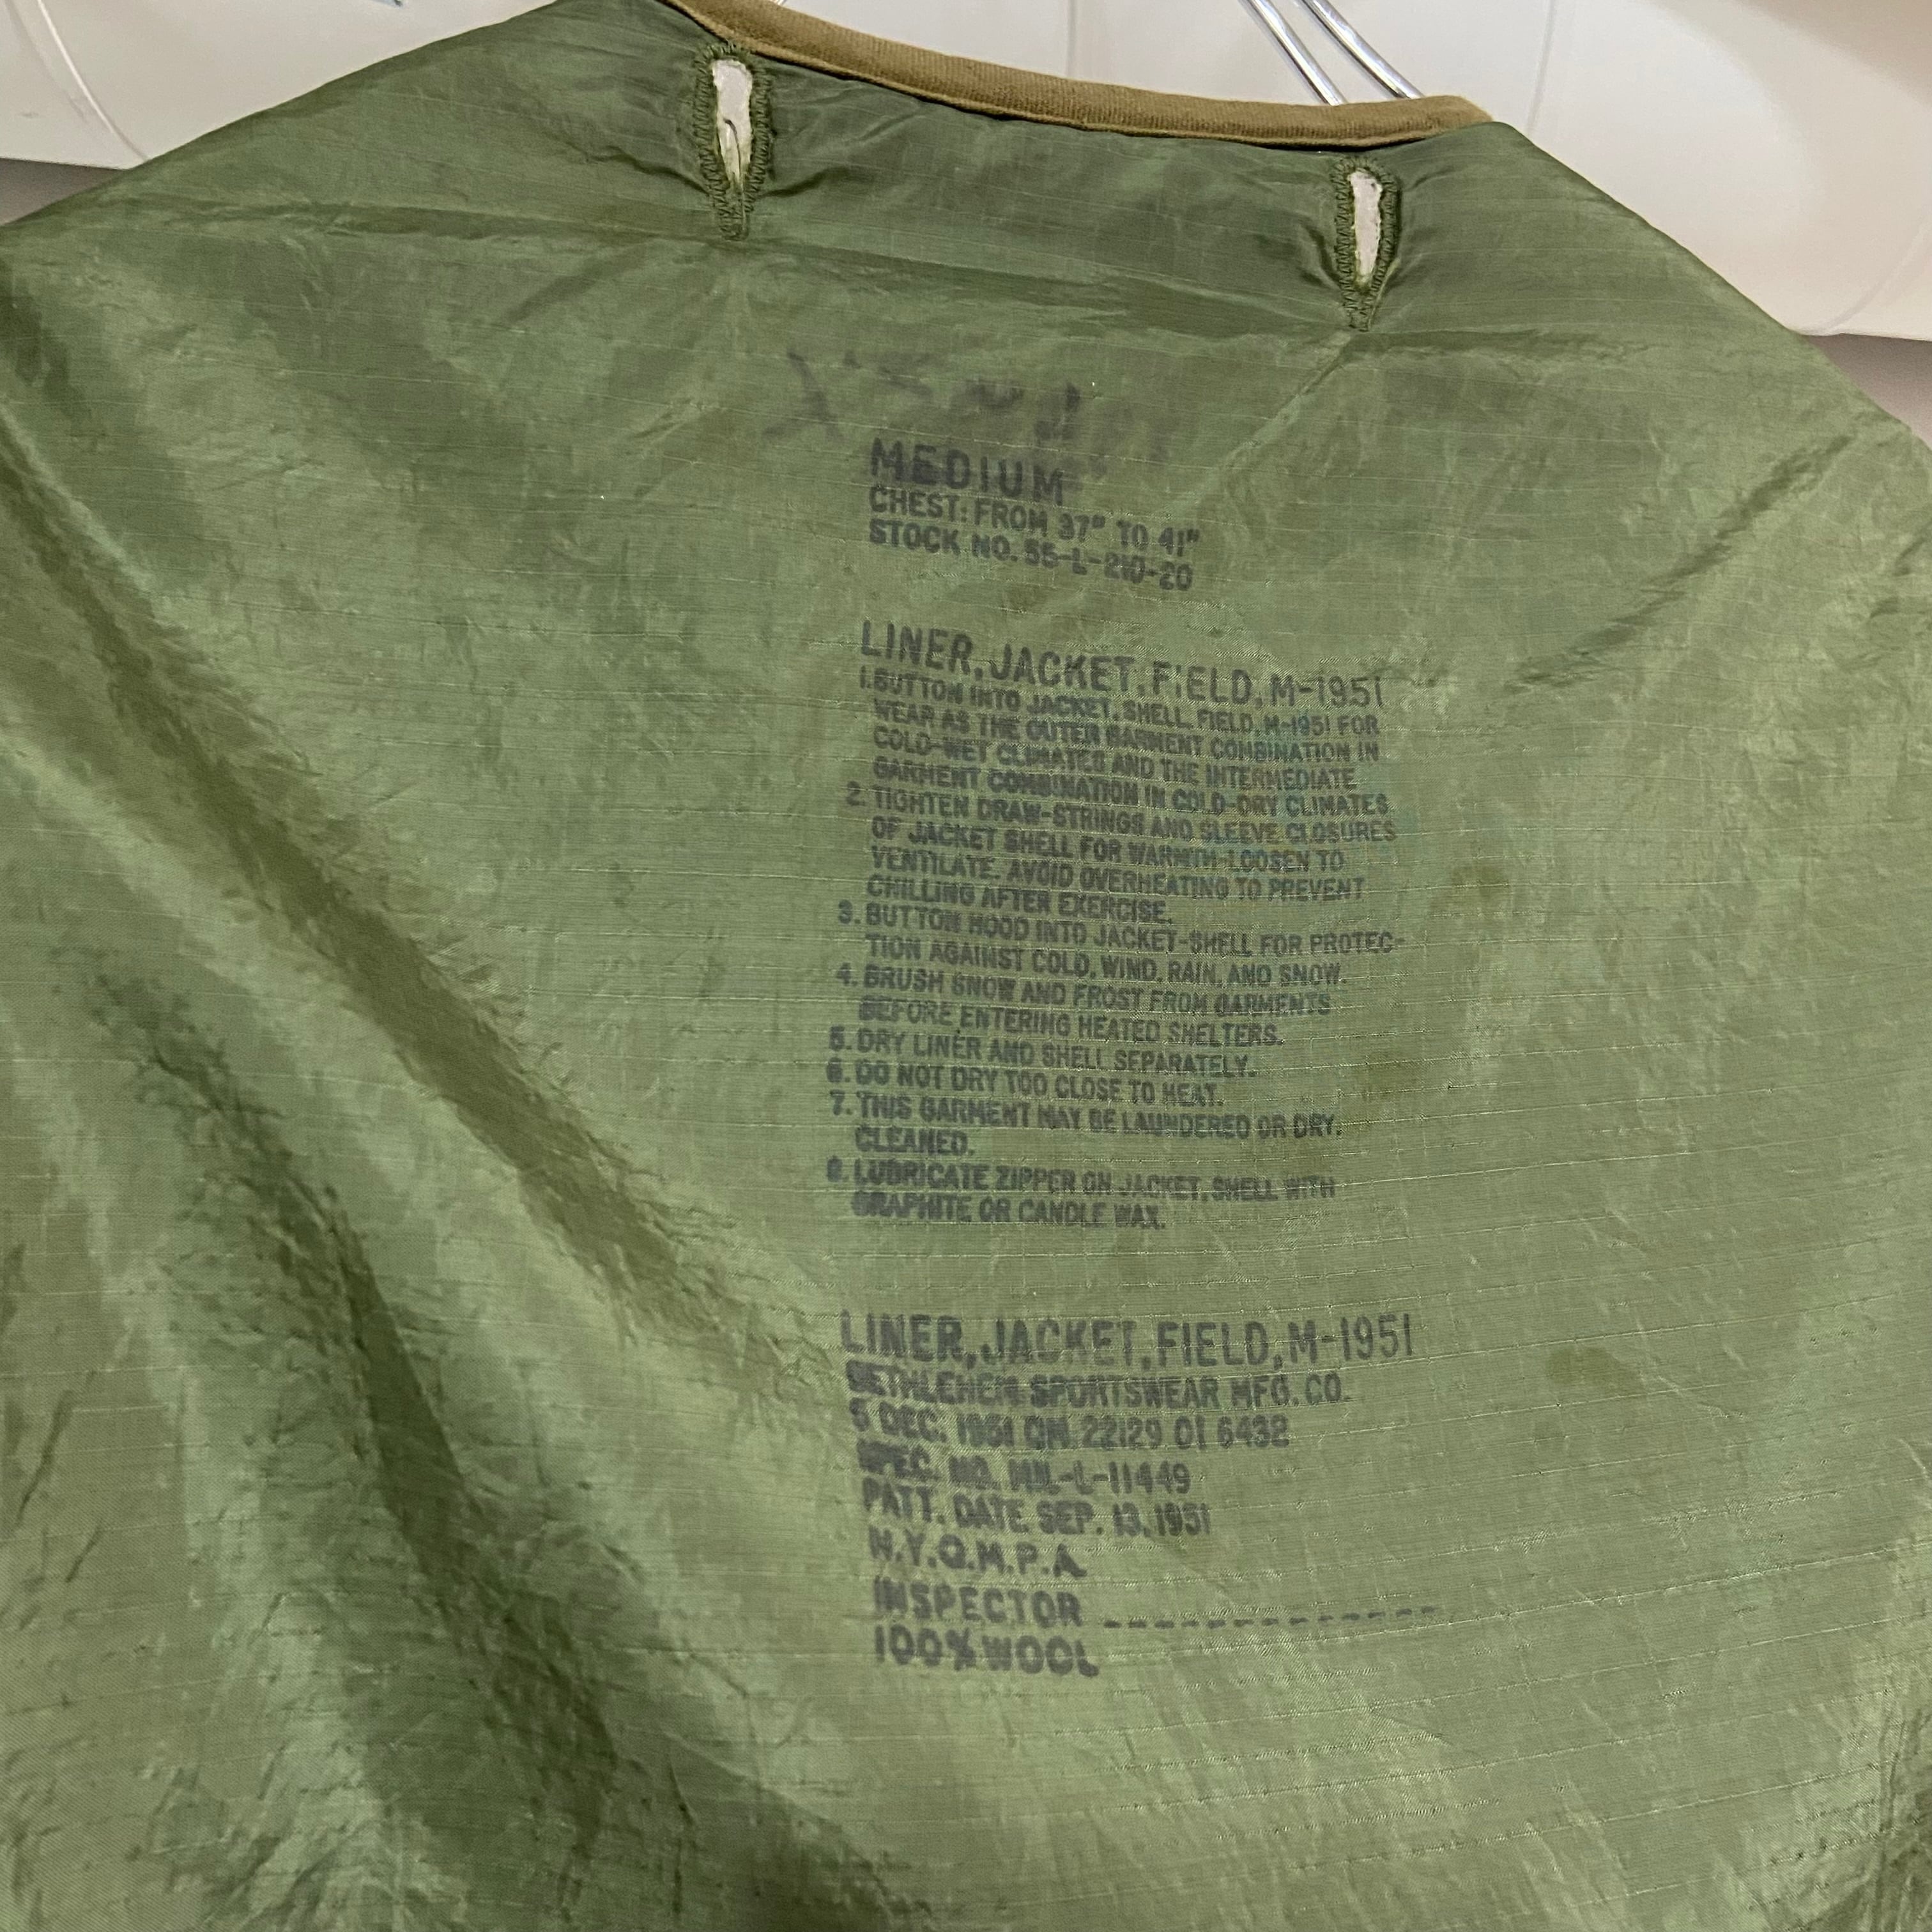 MEDIUM
CHEST: FROM 37" TO 41"
STOCK NO. 55-L-210-20
LINER, JACKET, FIELD, M-1951
1. BUTTON INTO JACKET, SHELL, FIELD, M-1951 FOR
WEAR AS THE OUTER GARMENT COMBINATION IN
COLD-WET CLIMATES AND THE INTERMEDIATE
GARMENT COMBINATION IN COLD-DRY CLIMATES
2. TIGHTEN DRAW-STRINGS AND SLEEVE CLOSURES
OF JACKET SHELL FOR WARMTH-LOOSEN TO
VENTILATE. AVOID OVERHEATING TO PREVENT
CHILLING AFTER EXERCISE.
3. BUTTON HOOD INTO JACKET-SHELL FOR PROTEC-
TION AGAINST COLD, WIND, RAIN, AND SNOW.
4. BRUSH SNOW AND FROST FROM GARMENTS
BEFORE ENTERING HEATED SHELTERS.
5. DRY LINER AND SHELL SEPARATELY.
6. DO NOT DRY TOO CLOSE TO HEAT.
7. THIS GARMENT MAY BE LAUNDERED OR DRY.
CLEANED.
8. LUBRICATE ZIPPER ON JACKET, SHELL WITH
GRAPHITE OR CANDLE WAX.
LINER, JACKET, FIELD, M-1951
BETHLEHEM SPORTSWEAR MFG. CO.
5 DEC. 1951 QM 22129 OI 6432
SPEC. NO. MIL-L-11449
PATT. DATE SEP. 13, 1951
N.Y.Q.M.P.A.
INSPECTOR --------------
100% WOOL